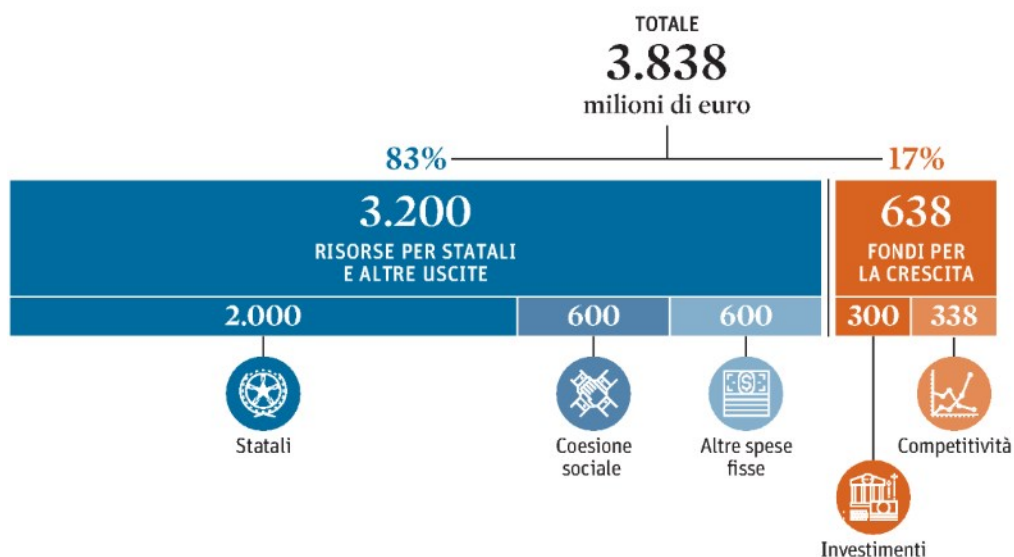 TOTALE
3.838
milioni di euro
83%
17%
3.200
RISORSE PER STATALI
E ALTRE USCITE
638
FONDI PER
LA CRESCITA
2.000
600
600
300
338
Statali
Coesione
sociale
Altre spese
fisse
Competitività
Investimenti